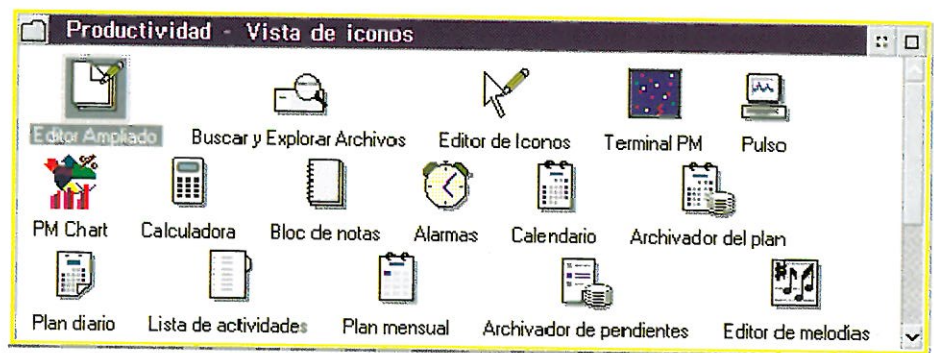 Productividad - Vista de iconos
Editor Ampliado Buscar y Explorar Archivos Editor de Iconos Terminal PM Pulso
PM Chart Calculadora Bloc de notas Alarmas Calendario Archivador del plan
Plan diario Lista de actividades Plan mensual Archivador de pendientes Editor de melodías